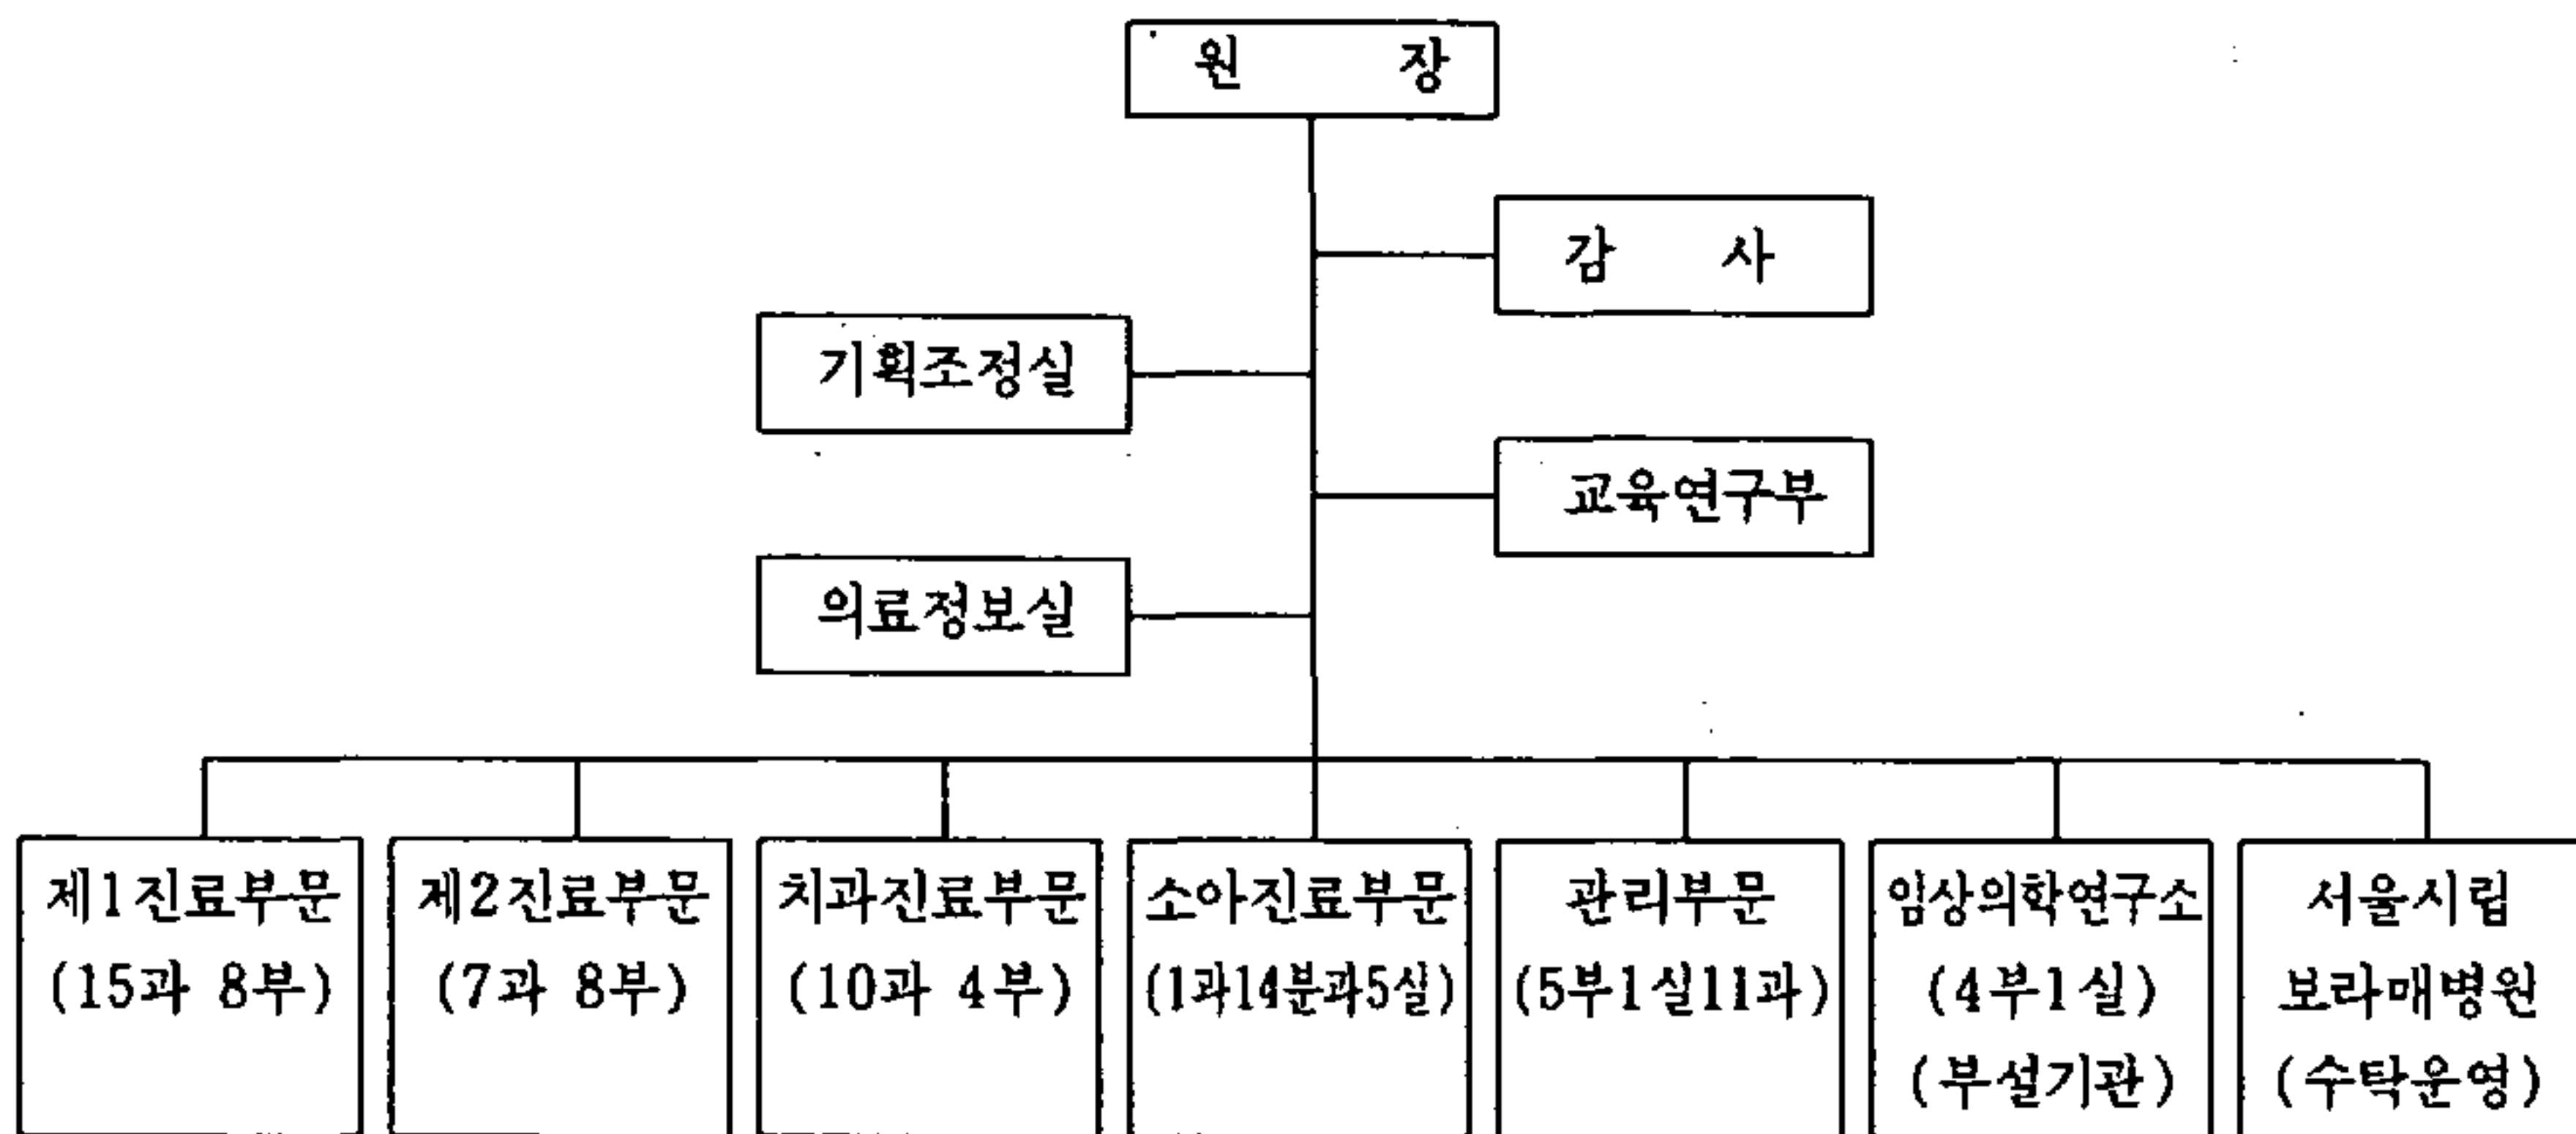 원 장
감 사
기획조정실
교육연구부
의료정보실
제1진료부문
(15과 8부)
제2진료부문
(7과 8부)
치과진료부문
(10과 4부)
소아진료부문
(1과14분과5실)
관리부문
(5부1실11과)
임상의학연구소
(4부1실)
(부설기관)
서울시립
보라매병원
(수탁운영)